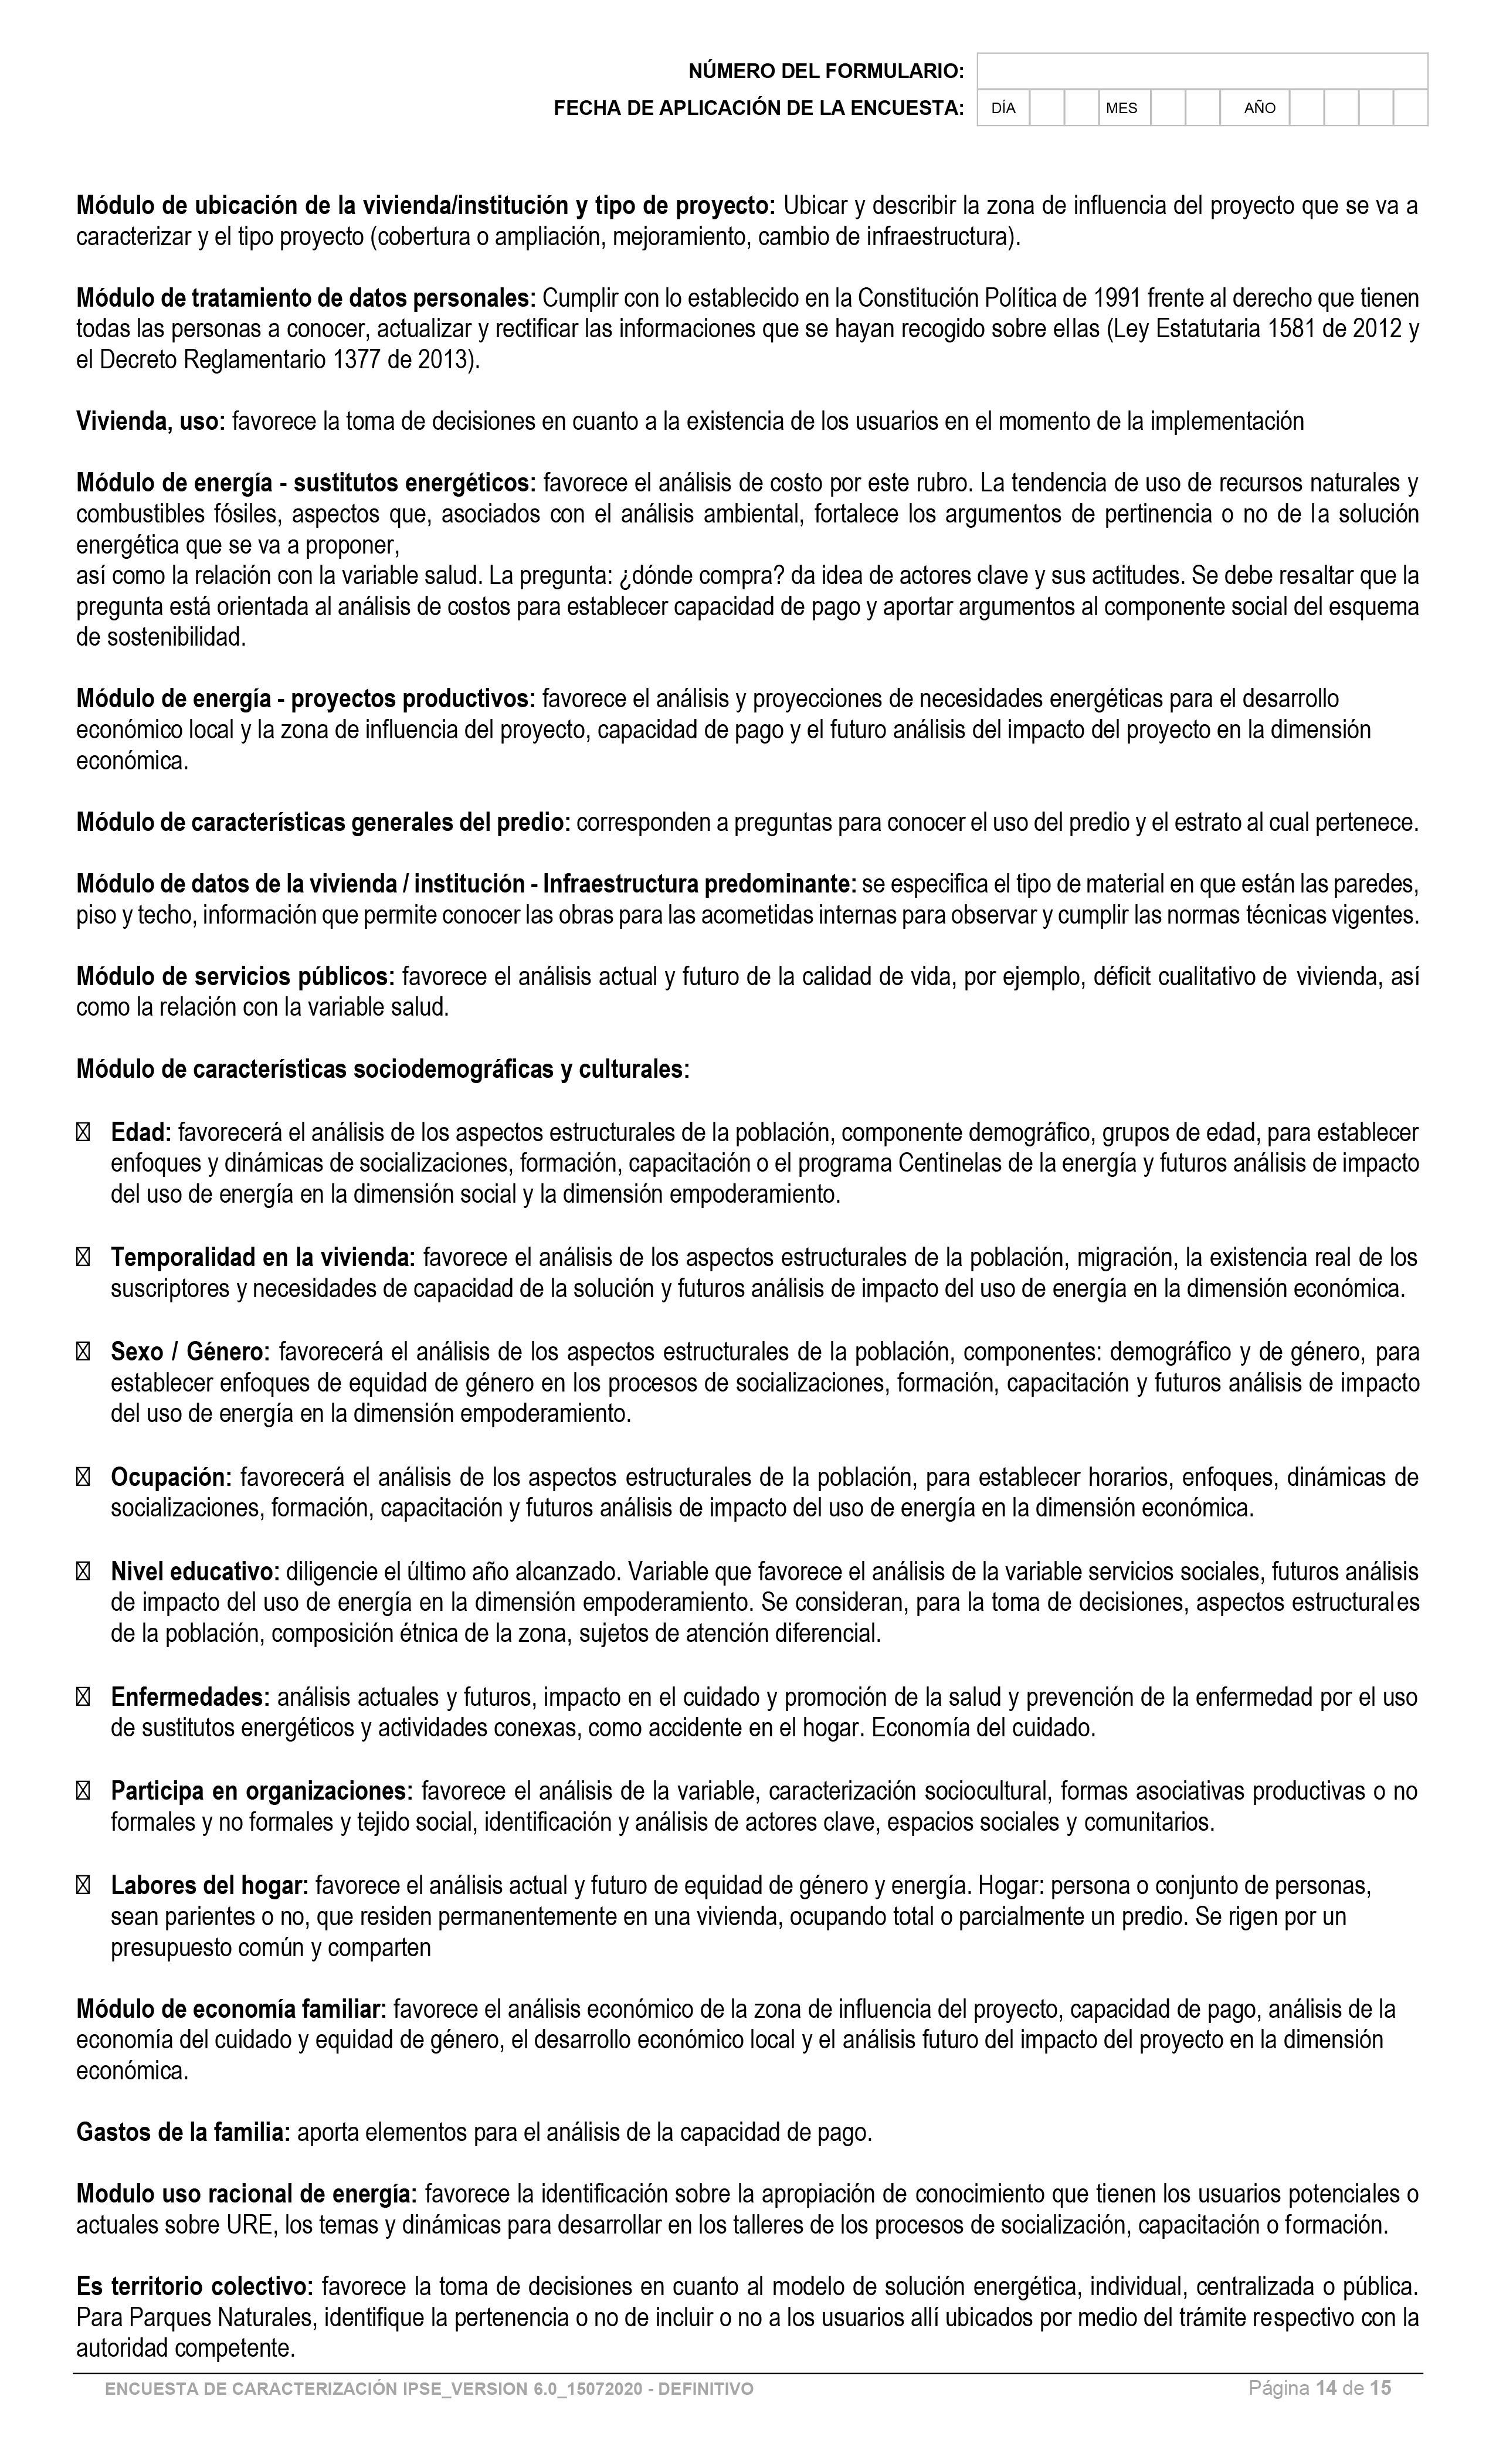 NÚMERO DEL FORMULARIO:
FECHA DE APLICACIÓN DE LA ENCUESTA: DÍA MES AÑO
Módulo de ubicación de la vivienda/institución y tipo de proyecto: Ubicar y describir la zona de influencia del proyecto que se va a
caracterizar y el tipo proyecto (cobertura o ampliación, mejoramiento, cambio de infraestructura).
Módulo de tratamiento de datos personales: Cumplir con lo establecido en la Constitución Política de 1991 frente al derecho que tienen
todas las personas a conocer, actualizar y rectificar las informaciones que se hayan recogido sobre ellas (Ley Estatutaria 1581 de 2012 y
el Decreto Reglamentario 1377 de 2013).
Vivienda, uso: favorece la toma de decisiones en cuanto a la existencia de los usuarios en el momento de la implementación
Módulo de energía - sustitutos energéticos: favorece el análisis de costo por este rubro. La tendencia de uso de recursos naturales y
combustibles fósiles, aspectos que, asociados con el análisis ambiental, fortalece los argumentos de pertinencia o no de la solución
energética que se va a proponer,
así como la relación con la variable salud. La pregunta: ¿dónde compra? da idea de actores clave y sus actitudes. Se debe resaltar que la
pregunta está orientada al análisis de costos para establecer capacidad de pago y aportar argumentos al componente social del esquema
de sostenibilidad.
Módulo de energía - proyectos productivos: favorece el análisis y proyecciones de necesidades energéticas para el desarrollo
económico local y la zona de influencia del proyecto, capacidad de pago y el futuro análisis del impacto del proyecto en la dimensión
económica.
Módulo de características generales del predio: corresponden a preguntas para conocer el uso del predio y el estrato al cual pertenece.
Módulo de datos de la vivienda / institución - Infraestructura predominante: se especifica el tipo de material en que están las paredes,
piso y techo, información que permite conocer las obras para las acometidas internas para observar y cumplir las normas técnicas vigentes.
Módulo de servicios públicos: favorece el análisis actual y futuro de la calidad de vida, por ejemplo, déficit cualitativo de vivienda, así
como la relación con la variable salud.
Módulo de características sociodemográficas y culturales:
Edad: favorecerá el análisis de los aspectos estructurales de la población, componente demográfico, grupos de edad, para establecer
enfoques y dinámicas de socializaciones, formación, capacitación o el programa Centinelas de la energía y futuros análisis de impacto
del uso de energía en la dimensión social y la dimensión empoderamiento.
Temporalidad en la vivienda: favorece el análisis de los aspectos estructurales de la población, migración, la existencia real de los
suscriptores y necesidades de capacidad de la solución y futuros análisis de impacto del uso de energía en la dimensión económica.
Sexo / Género: favorecerá el análisis de los aspectos estructurales de la población, componentes: demográfico y de género, para
establecer enfoques de equidad de género en los procesos de socializaciones, formación, capacitación y futuros análisis de impacto
del uso de energía en la dimensión empoderamiento.
Ocupación: favorecerá el análisis de los aspectos estructurales de la población, para establecer horarios, enfoques, dinámicas de
socializaciones, formación, capacitación y futuros análisis de impacto del uso de energía en la dimensión económica.
Nivel educativo: diligencie el último año alcanzado. Variable que favorece el análisis de la variable servicios sociales, futuros análisis
de impacto del uso de energía en la dimensión empoderamiento. Se consideran, para la toma de decisiones, aspectos estructurales
de la población, composición étnica de la zona, sujetos de atención diferencial.
Enfermedades: análisis actuales y futuros, impacto en el cuidado y promoción de la salud y prevención de la enfermedad por el uso
de sustitutos energéticos y actividades conexas, como accidente en el hogar. Economía del cuidado.
Participa en organizaciones: favorece el análisis de la variable, caracterización sociocultural, formas asociativas productivas o no
formales y no formales y tejido social, identificación y análisis de actores clave, espacios sociales y comunitarios.
Labores del hogar: favorece el análisis actual y futuro de equidad de género y energía. Hogar: persona o conjunto de personas,
sean parientes o no, que residen permanentemente en una vivienda, ocupando total o parcialmente un predio. Se rigen por un
presupuesto común y comparten
Módulo de economía familiar: favorece el análisis económico de la zona de influencia del proyecto, capacidad de pago, análisis de la
economía del cuidado y equidad de género, el desarrollo económico local y el análisis futuro del impacto del proyecto en la dimensión
económica.
Gastos de la familia: aporta elementos para el análisis de la capacidad de pago.
Modulo uso racional de energía: favorece la identificación sobre la apropiación de conocimiento que tienen los usuarios potenciales o
actuales sobre URE, los temas y dinámicas para desarrollar en los talleres de los procesos de socialización, capacitación o formación.
Es territorio colectivo: favorece la toma de decisiones en cuanto al modelo de solución energética, individual, centralizada o pública.
Para Parques Naturales, identifique la pertenencia o no de incluir o no a los usuarios allí ubicados por medio del trámite respectivo con la
autoridad competente.
ENCUESTA DE CARACTERIZACIÓN IPSE_VERSION 6.0_15072020 - DEFINITIVO Página 14 de 15